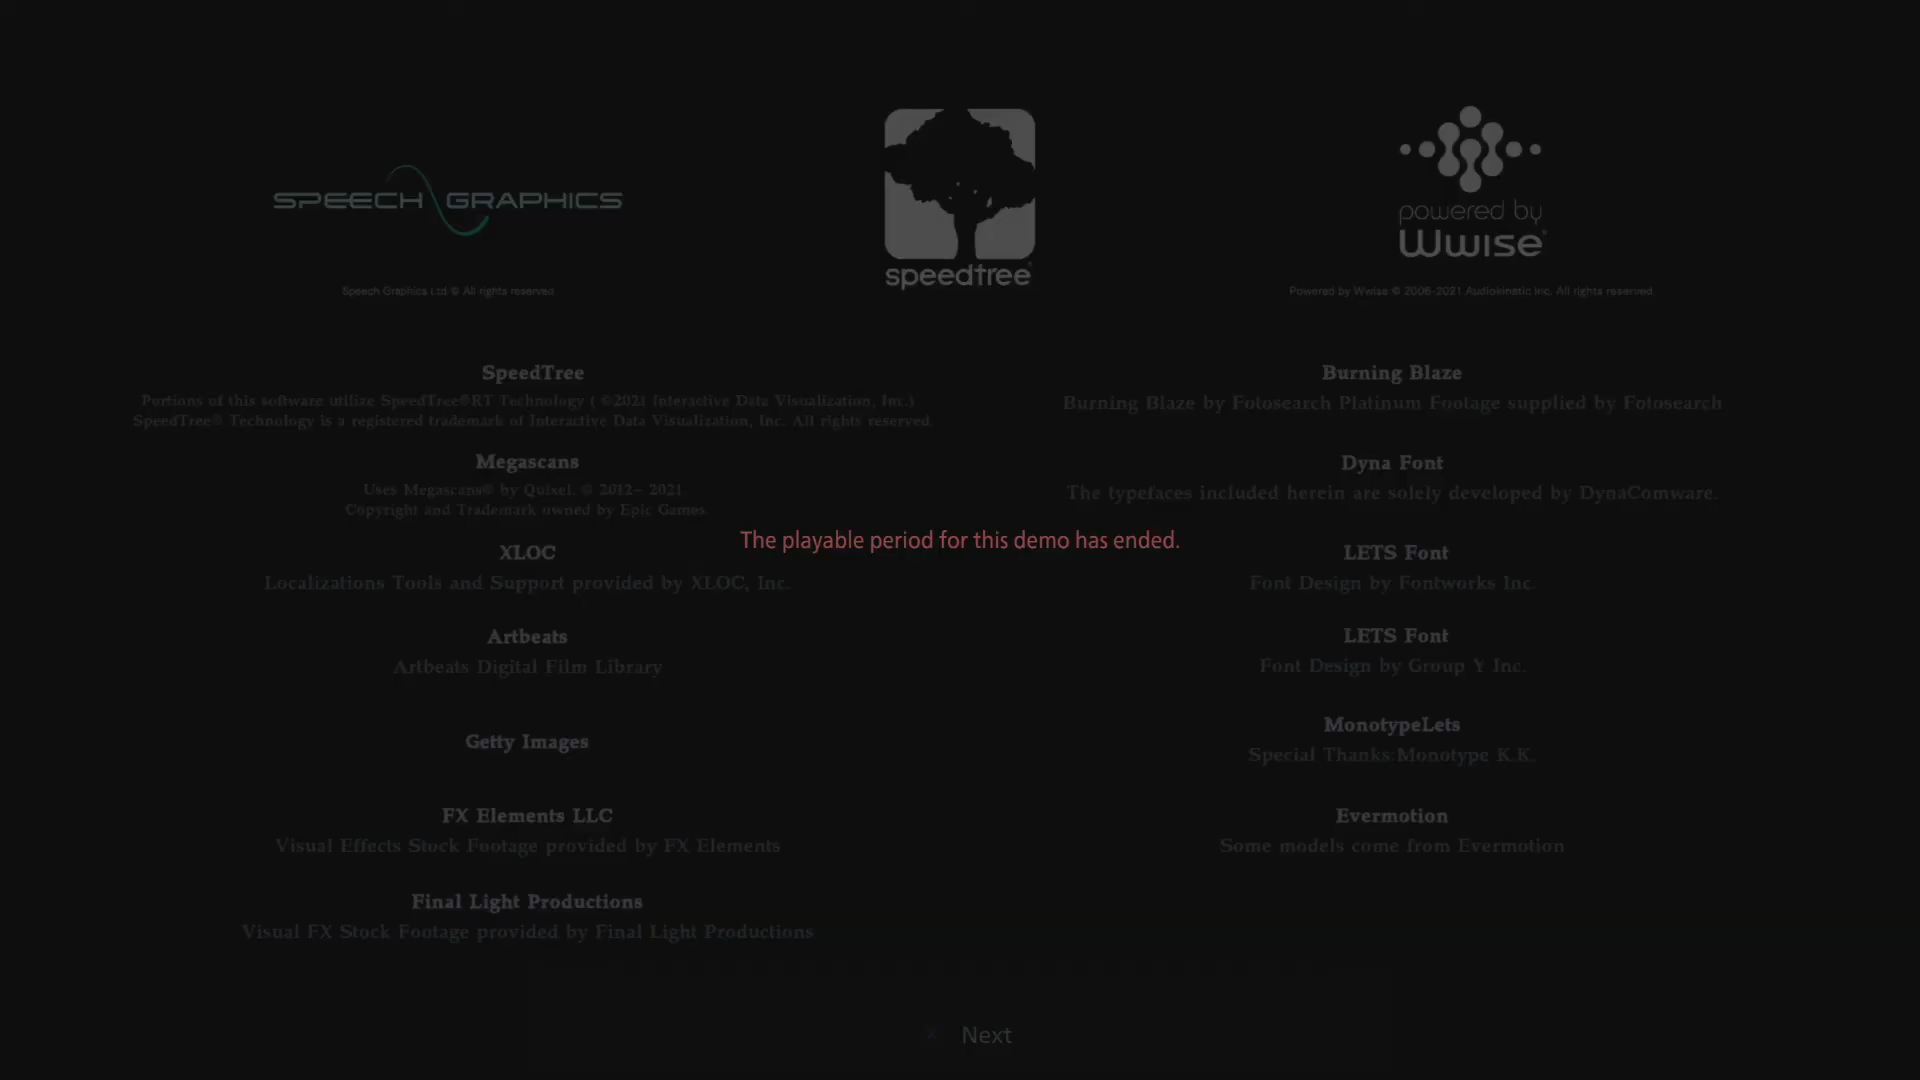 SPEECH GRAPHICS
Speech Graphics Ltd © All rights reserved
speedtree®
powered by
Wwise®
Powered by Wwise © 2006-2021 Audiokinetic Inc. All rights reserved.
SpeedTree
Portions of this software utilize SpeedTree®RT Technology ( ©2021 Interactive Data Visualization, Inc.)
SpeedTree® Technology is a registered trademark of Interactive Data Visualization, Inc. All rights reserved.
Megascans
Uses Megascans® by Quixel. © 2012– 2021
Copyright and Trademark owned by Epic Games
XLOC
Localizations Tools and Support provided by XLOC, Inc.
Artbeats
Artbeats Digital Film Library
Getty Images
FX Elements LLC
Visual Effects Stock Footage provided by FX Elements
Final Light Productions
Visual FX Stock Footage provided by Final Light Productions
Burning Blaze
Burning Blaze by Fotosearch Platinum Footage supplied by Fotosearch
Dyna Font
The typefaces included herein are solely developed by DynaComware.
The playable period for this demo has ended.
LETS Font
Font Design by Fontworks Inc.
LETS Font
Font Design by Group Y Inc.
MonotypeLets
Special Thanks:Monotype K.K.
Evermotion
Some models come from Evermotion
Next